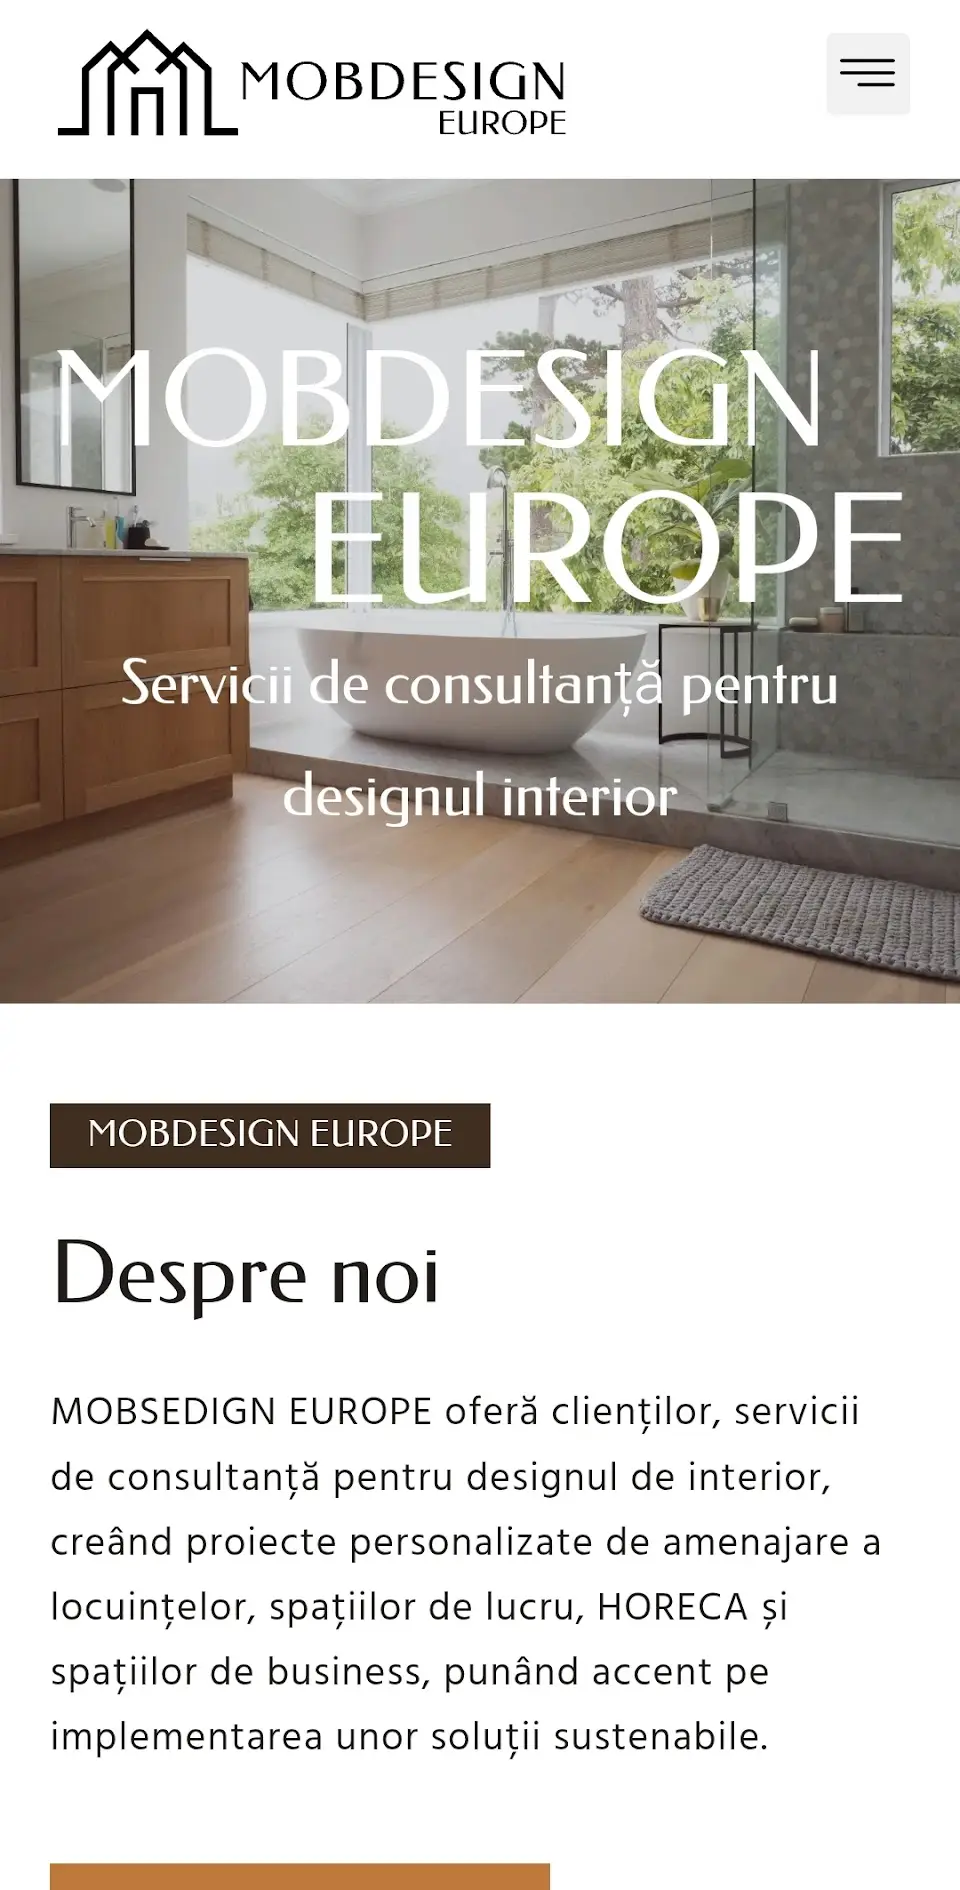 MOBDESIGN
EUROPE
MOBDESIGN
EUROPE
Servicii de consultanță pentru
designul interior
MOBDESIGN EUROPE
Despre noi
MOBSEDIGN EUROPE oferă clienților, servicii
de consultanță pentru designul de interior,
creând proiecte personalizate de amenajare a
locuințelor, spațiilor de lucru, HORECA și
spațiilor de business, punând accent pe
implementarea unor soluții sustenabile.